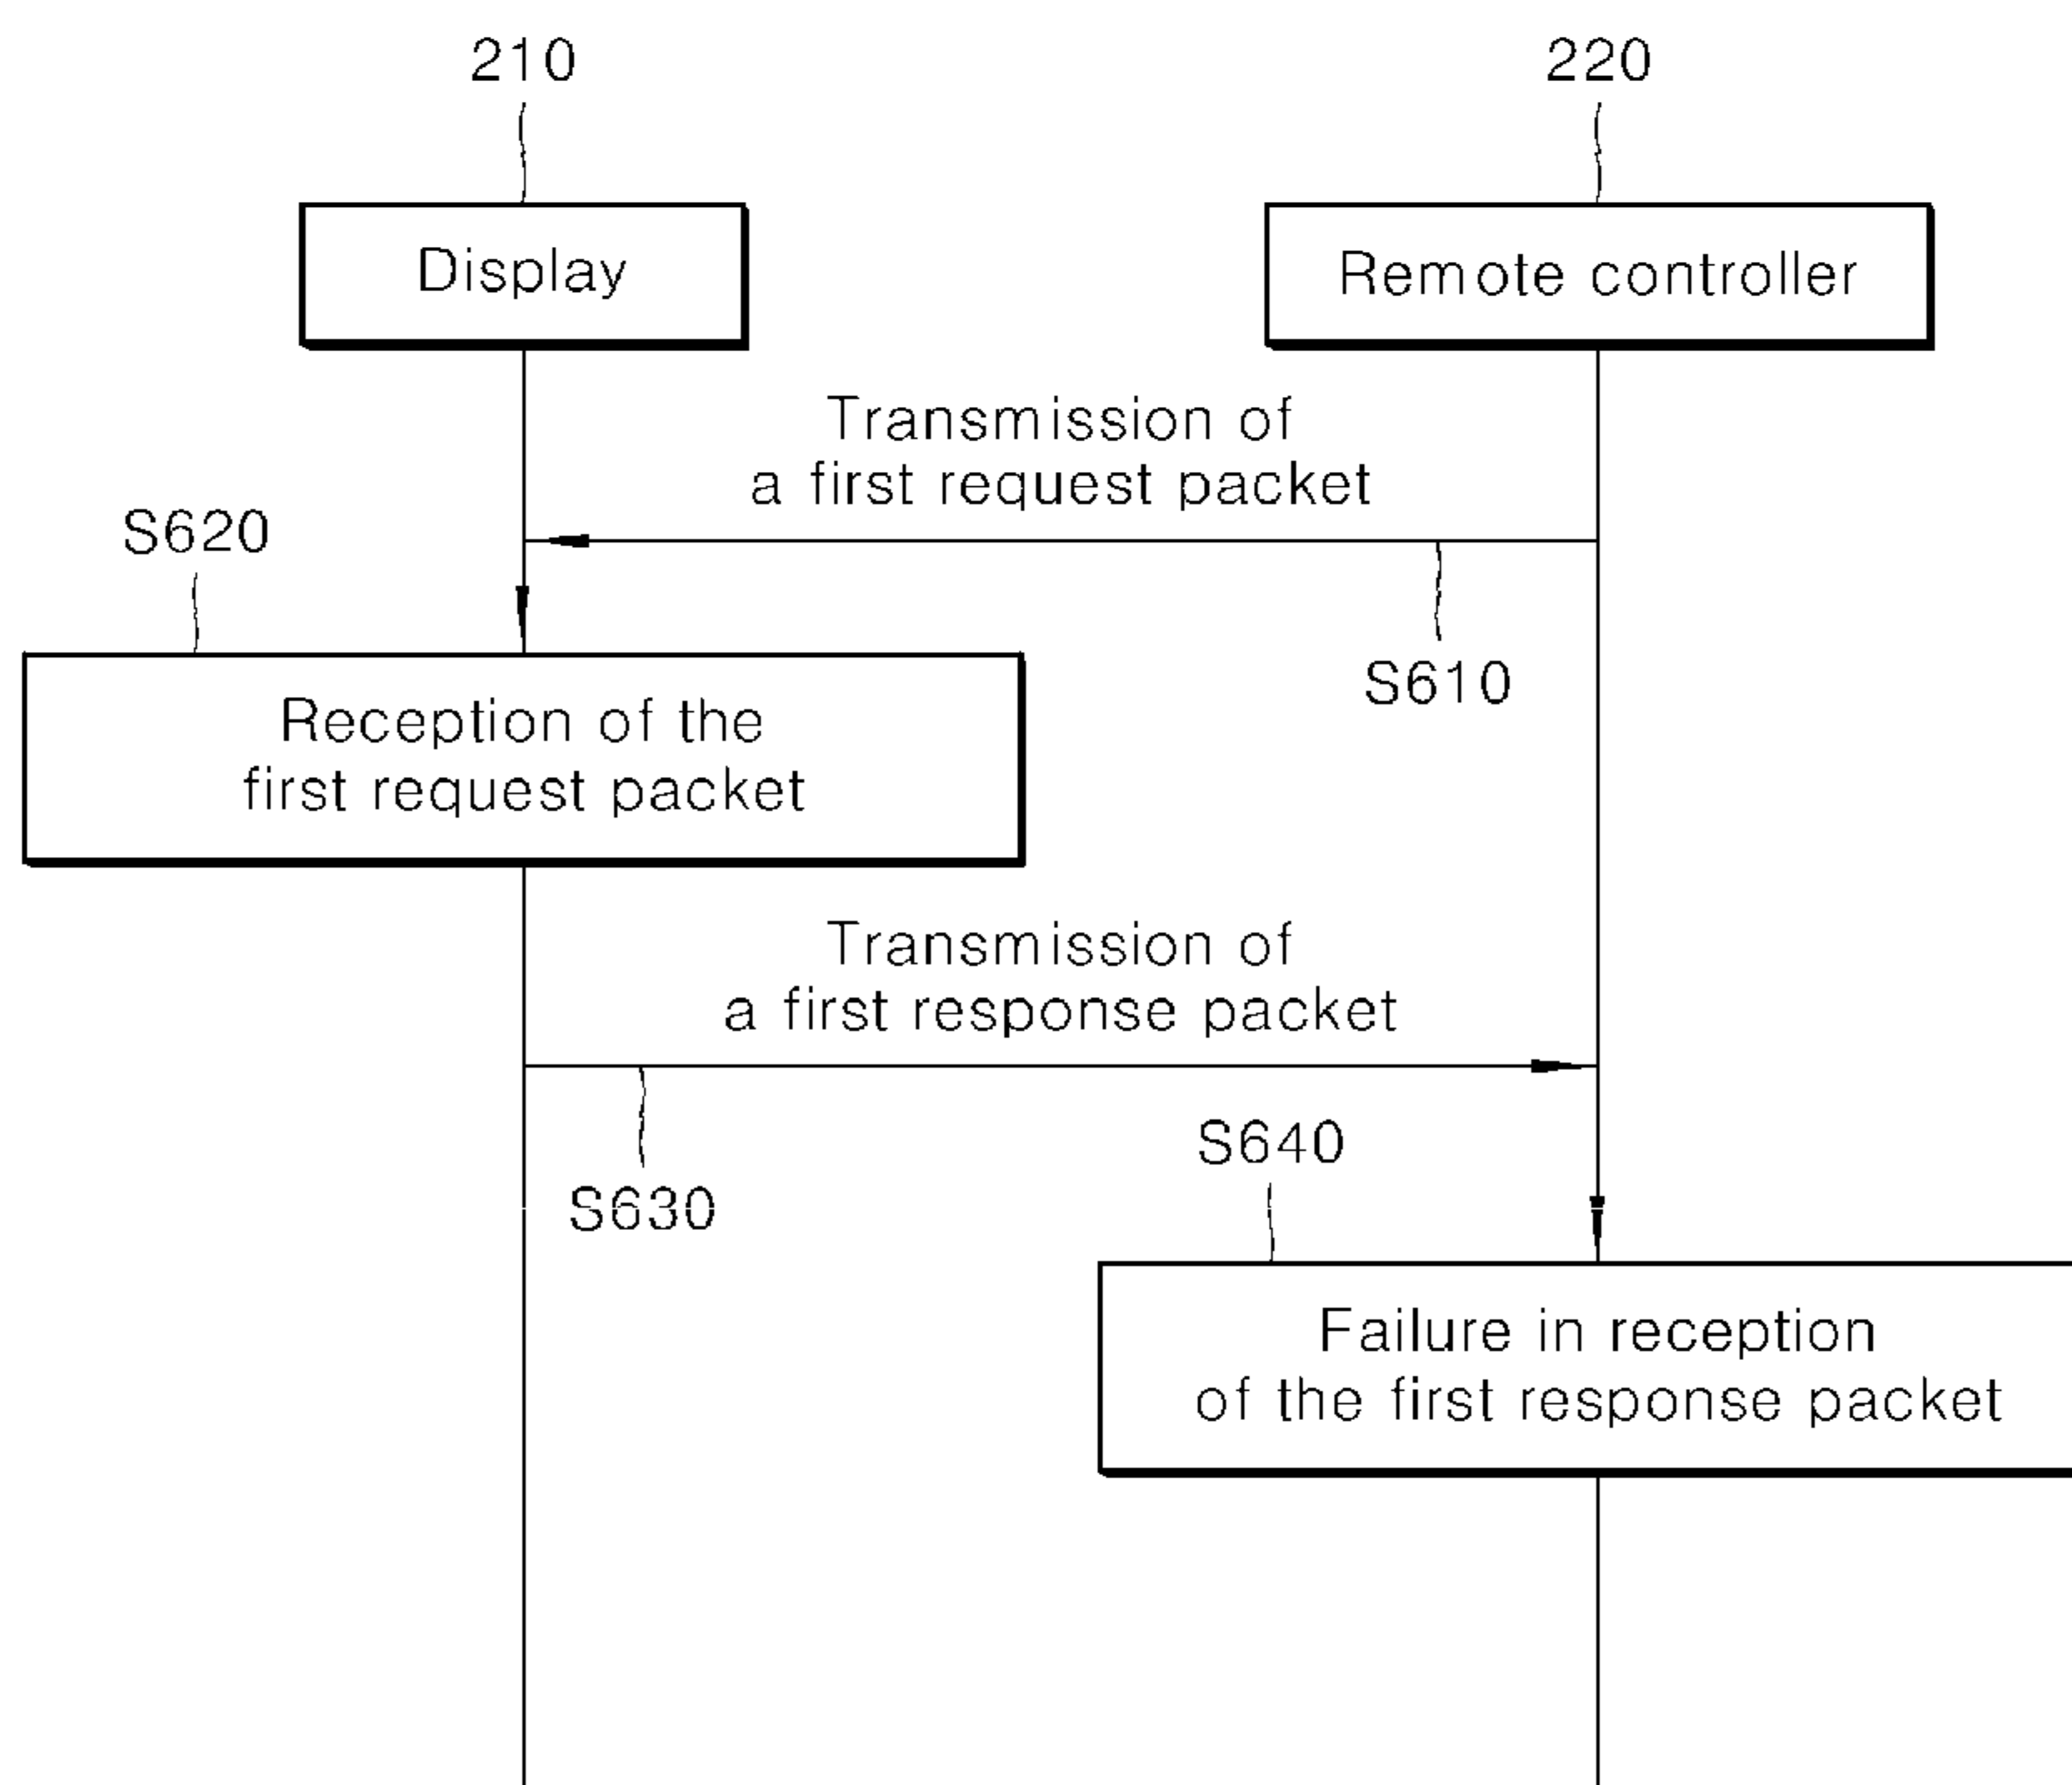 210
220
Display
Remote controller
Transmission of
a first request packet
S620
S610
Reception of the
first request packet
Transmission of
a first response packet
S640
S630
Failure in reception
of the first response packet